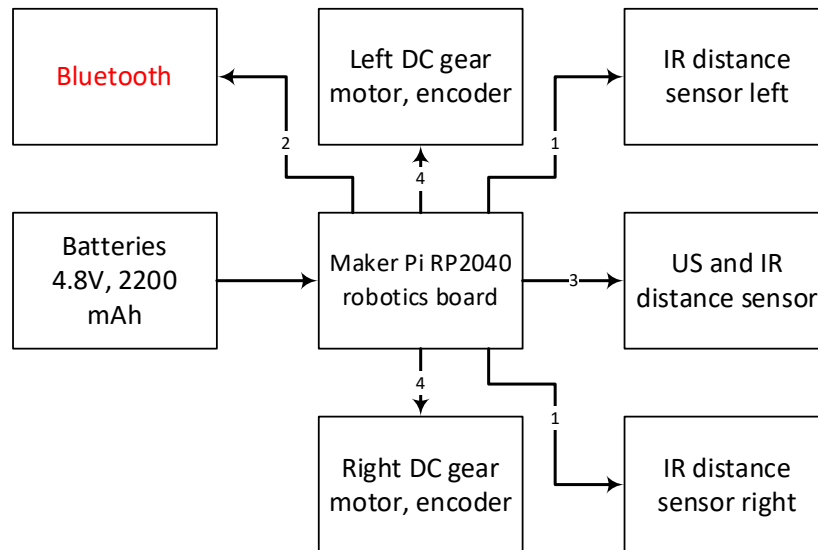 Bluetooth
Left DC gear
motor, encoder
IR distance
sensor left
2
4
1
Batteries
4.8V, 2200
mAh
Maker Pi RP2040
robotics board
3
US and IR
distance sensor
4
1
Right DC gear
motor, encoder
IR distance
sensor right